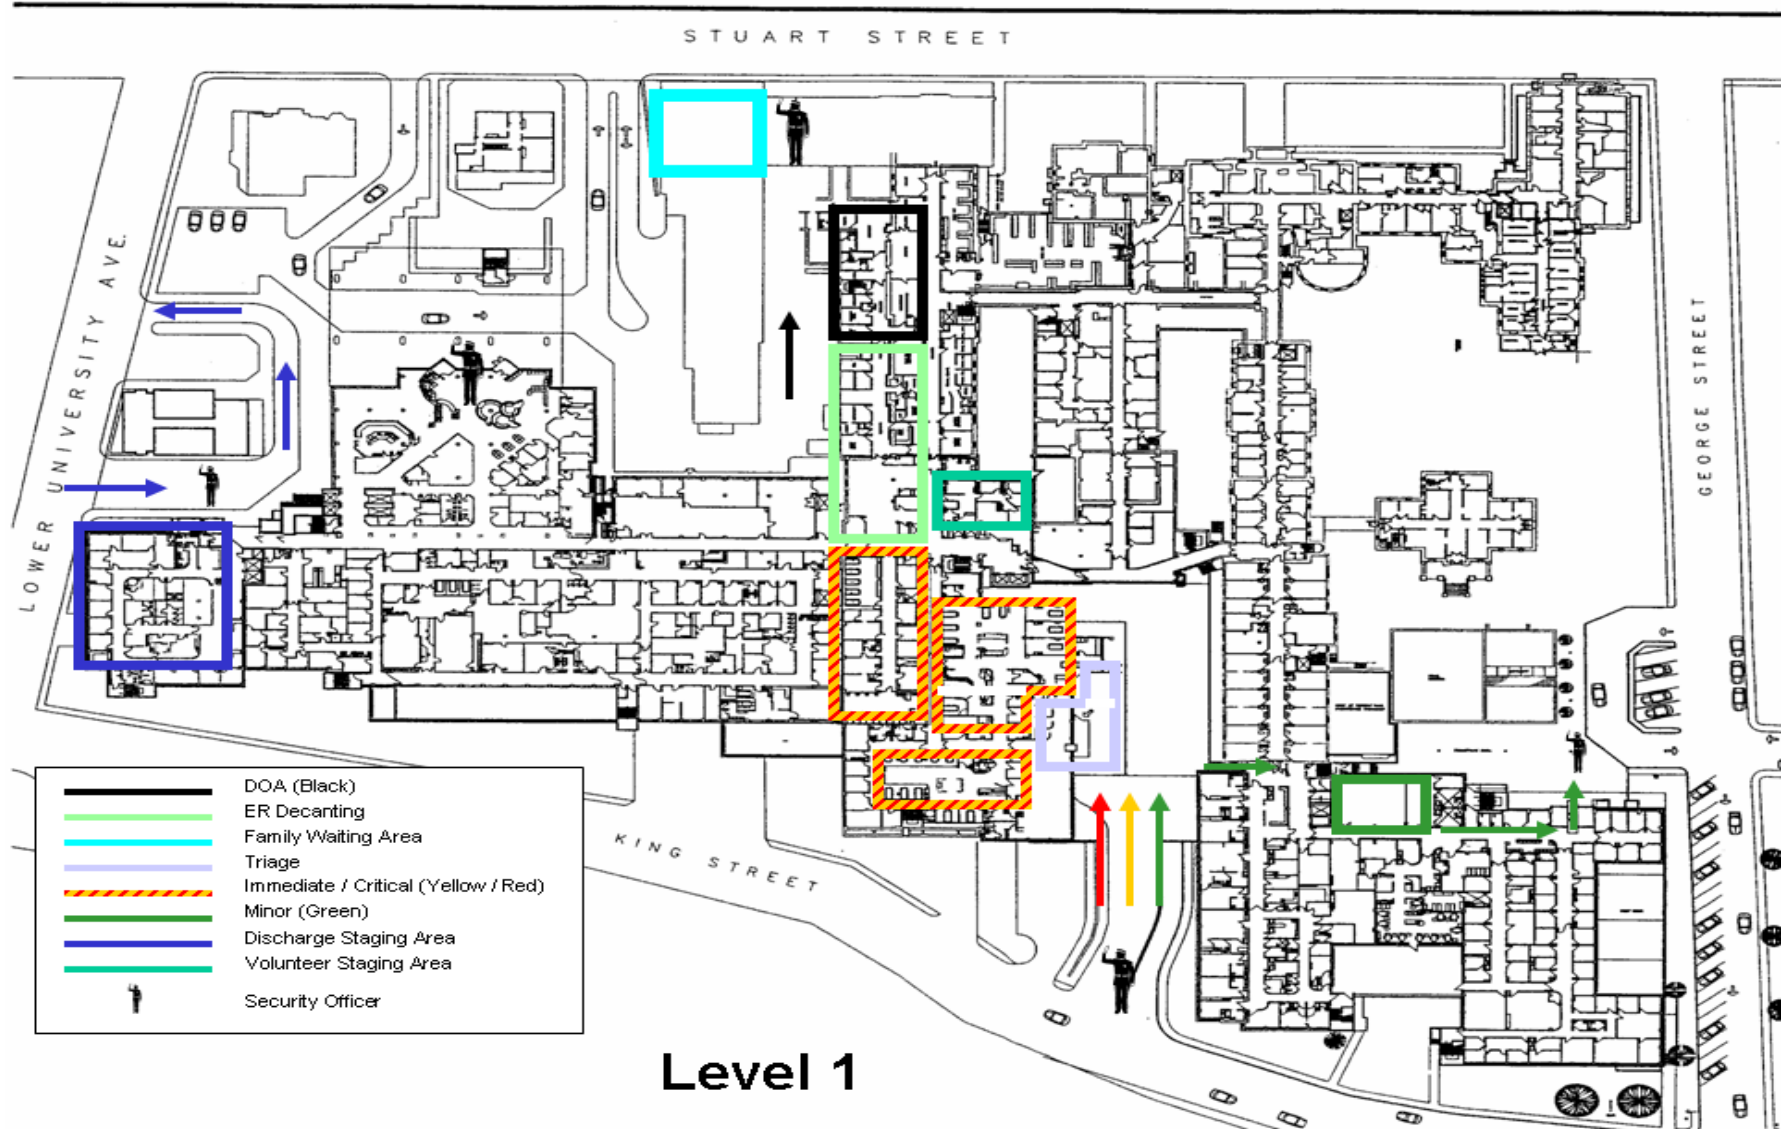 STUART STREET
LOWER UNIVERSITY AVE.
GEORGE STREET
KING STREET
DOA (Black)
ER Decanting
Family Waiting Area
Triage
Immediate / Critical (Yellow / Red)
Minor (Green)
Discharge Staging Area
Volunteer Staging Area
Security Officer
Level 1